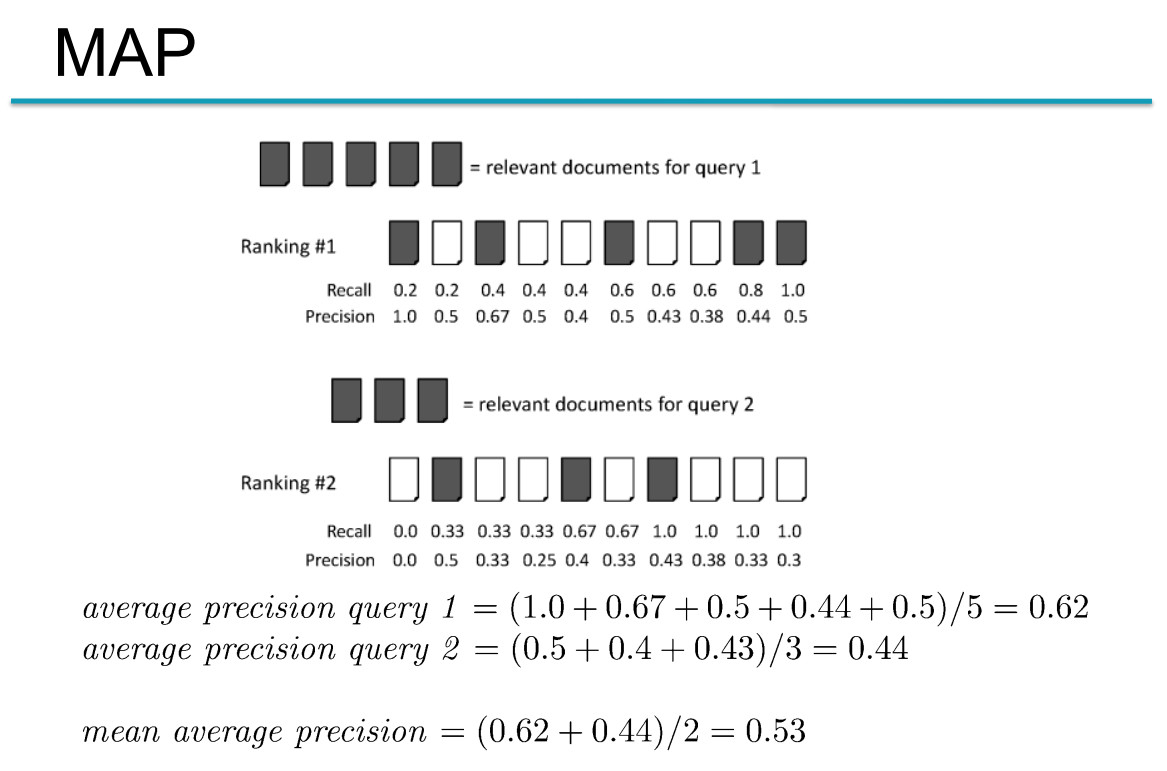 MAP
= relevant documents for query 1
Ranking #1
Recall 0.2 0.2 0.4 0.4 0.4 0.6 0.6 0.6 0.8 1.0
Precision 1.0 0.5 0.67 0.5 0.4 0.5 0.43 0.38 0.44 0.5
= relevant documents for query 2
Ranking #2
Recall 0.0 0.33 0.33 0.33 0.67 0.67 1.0 1.0 1.0 1.0
Precision 0.0 0.5 0.33 0.25 0.4 0.33 0.43 0.38 0.33 0.3
average precision query 1 = (1.0 + 0.67 + 0.5 + 0.44 + 0.5)/5 = 0.62
average precision query 2 = (0.5 + 0.4 + 0.43)/3 = 0.44
mean average precision = (0.62 + 0.44)/2 = 0.53